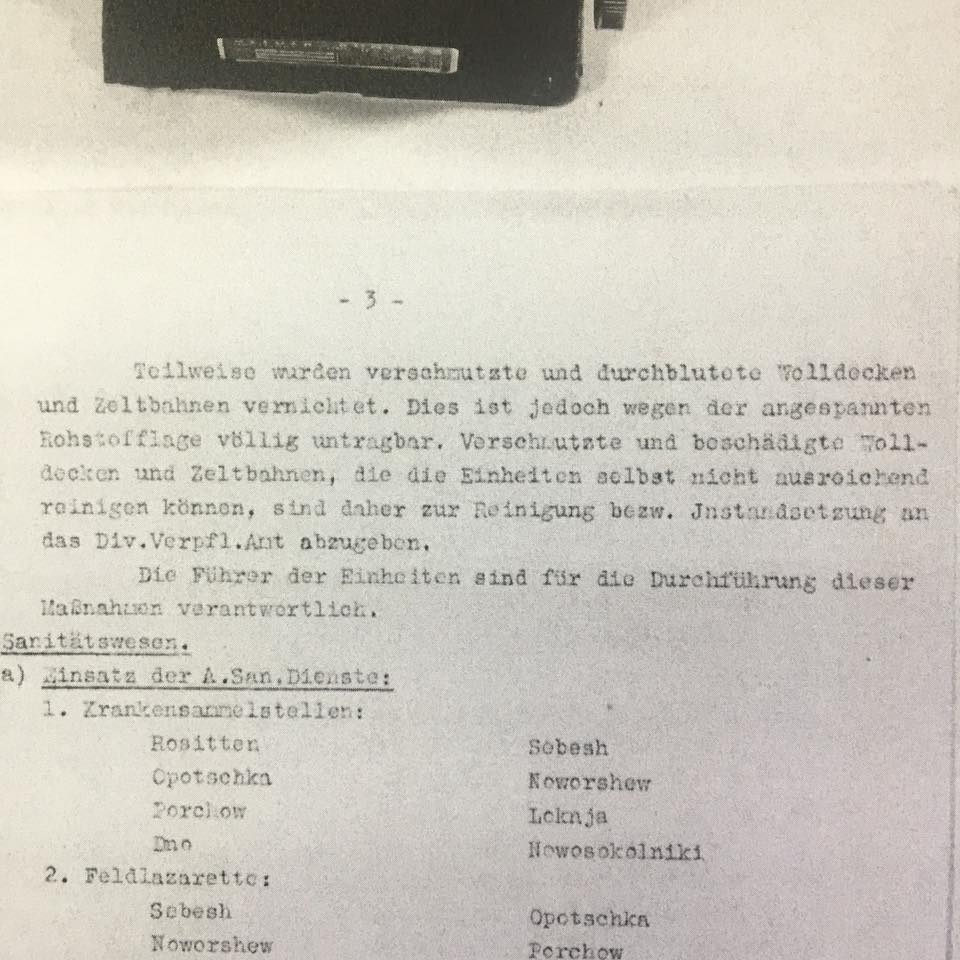 - 3 -
Teilweise wurden verschmutzte und durchblutete Wolldecken
und Zeltbahnen vernichtet. Dies ist jedoch wegen der angespannten
Rohstofflage völlig untragbar. Verschmutzte und beschädigte Woll-
decken und Zeltbahnen, die die Einheiten selbst nicht ausreichend
reinigen können, sind daher zur Reinigung bezw. Jnstandsetzung an
das Div.Verpfl.Amt abzugeben.
Die Führer der Einheiten sind für die Durchführung dieser
Maßnahmen verantwortlich.
Sanitätswesen.
a) Einsatz der A.San.Dienste:
1. Krankensammelstellen:
Rositten Sebesh
Opotschka Noworshew
Porchow Loknja
Dno Nowosokolniki
2. Feldlazarette:
Sebesh Opotschka
Noworshew Porchow